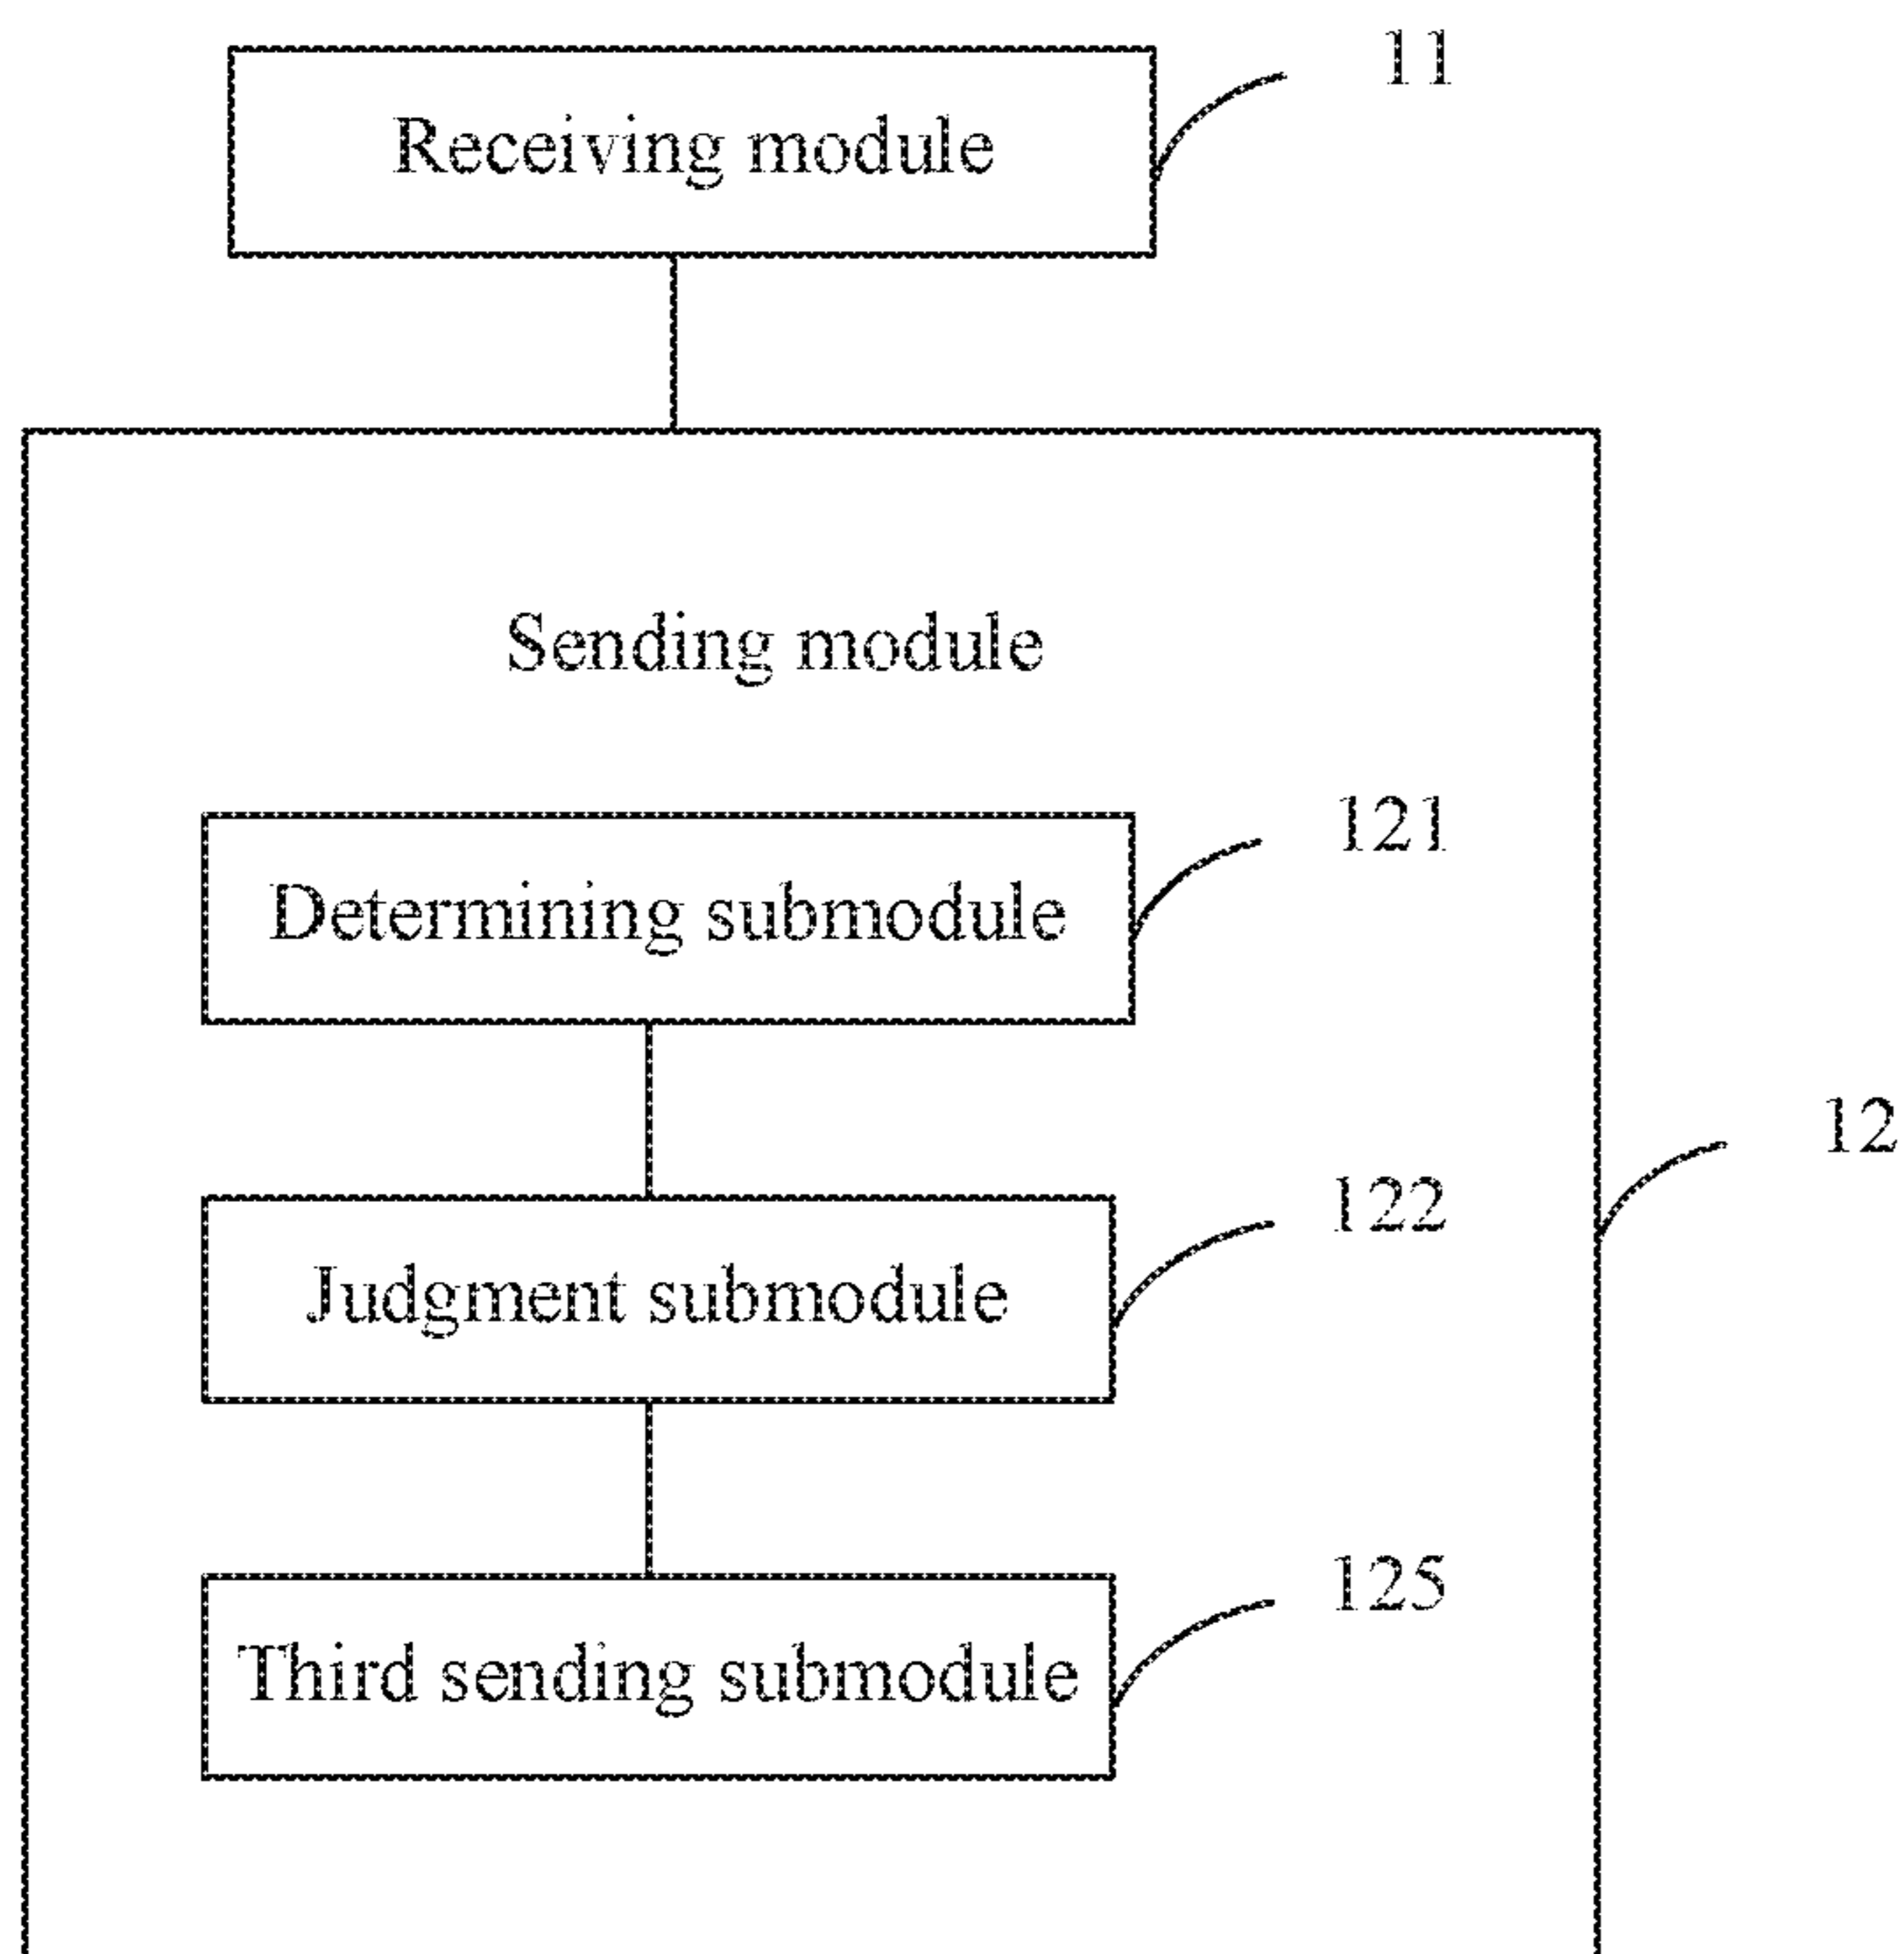 11
Receiving module
Sending module
121
Determining submodule
12
122
Judgment submodule
125
Third sending submodule